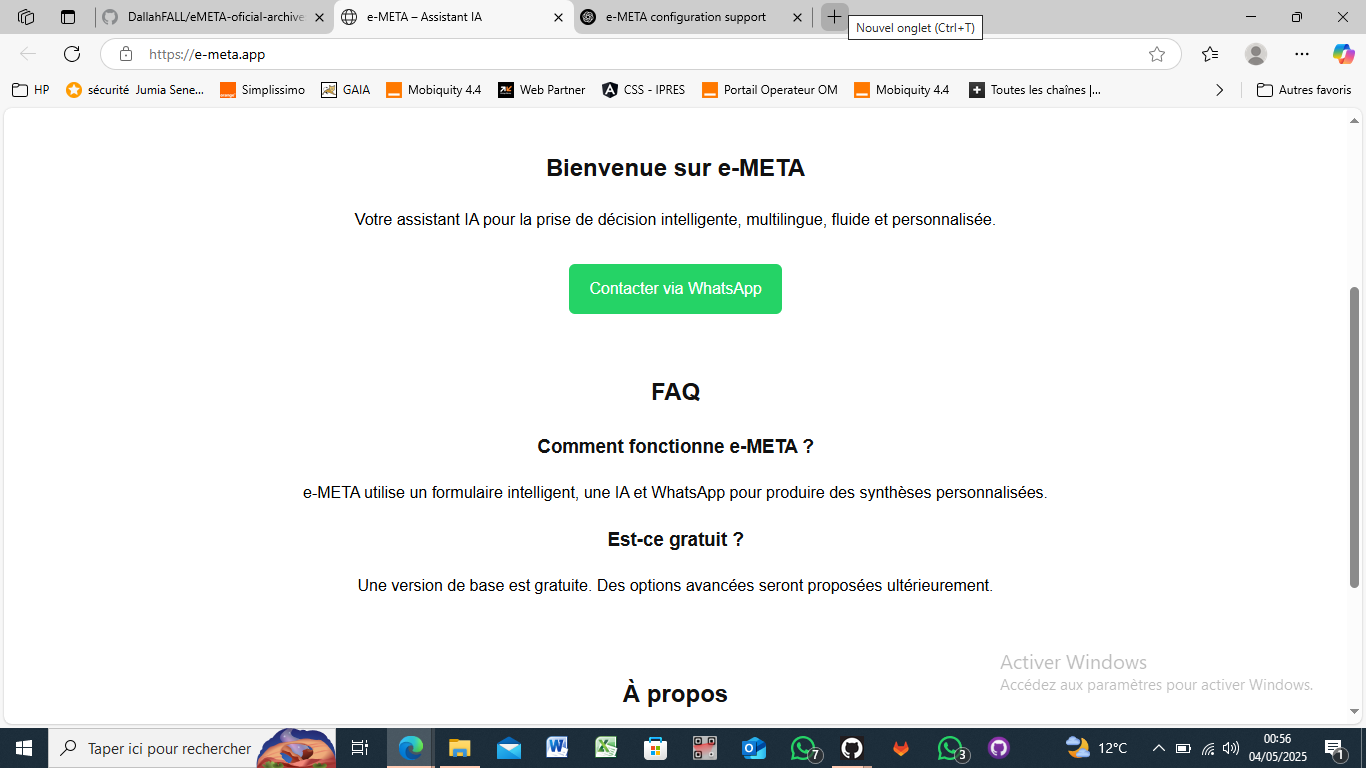 DallahFALL/eMETA-oficial-archive
e-META – Assistant IA
e-META configuration support
Nouvel onglet (Ctrl+T)
https://e-meta.app
HP
sécurité Jumia Sene...
Simplissimo
GAIA
Mobiquity 4.4
Web Partner
CSS - IPRES
Portail Operateur OM
Mobiquity 4.4
Toutes les chaînes |...
Autres favoris
Bienvenue sur e-META
Votre assistant IA pour la prise de décision intelligente, multilingue, fluide et personnalisée.
Contacter via WhatsApp
FAQ
Comment fonctionne e-META ?
e-META utilise un formulaire intelligent, une IA et WhatsApp pour produire des synthèses personnalisées.
Est-ce gratuit ?
Une version de base est gratuite. Des options avancées seront proposées ultérieurement.
À propos
Activer Windows
Accédez aux paramètres pour activer Windows.
Taper ici pour rechercher
7
3
12°C
00:56
04/05/2025
1